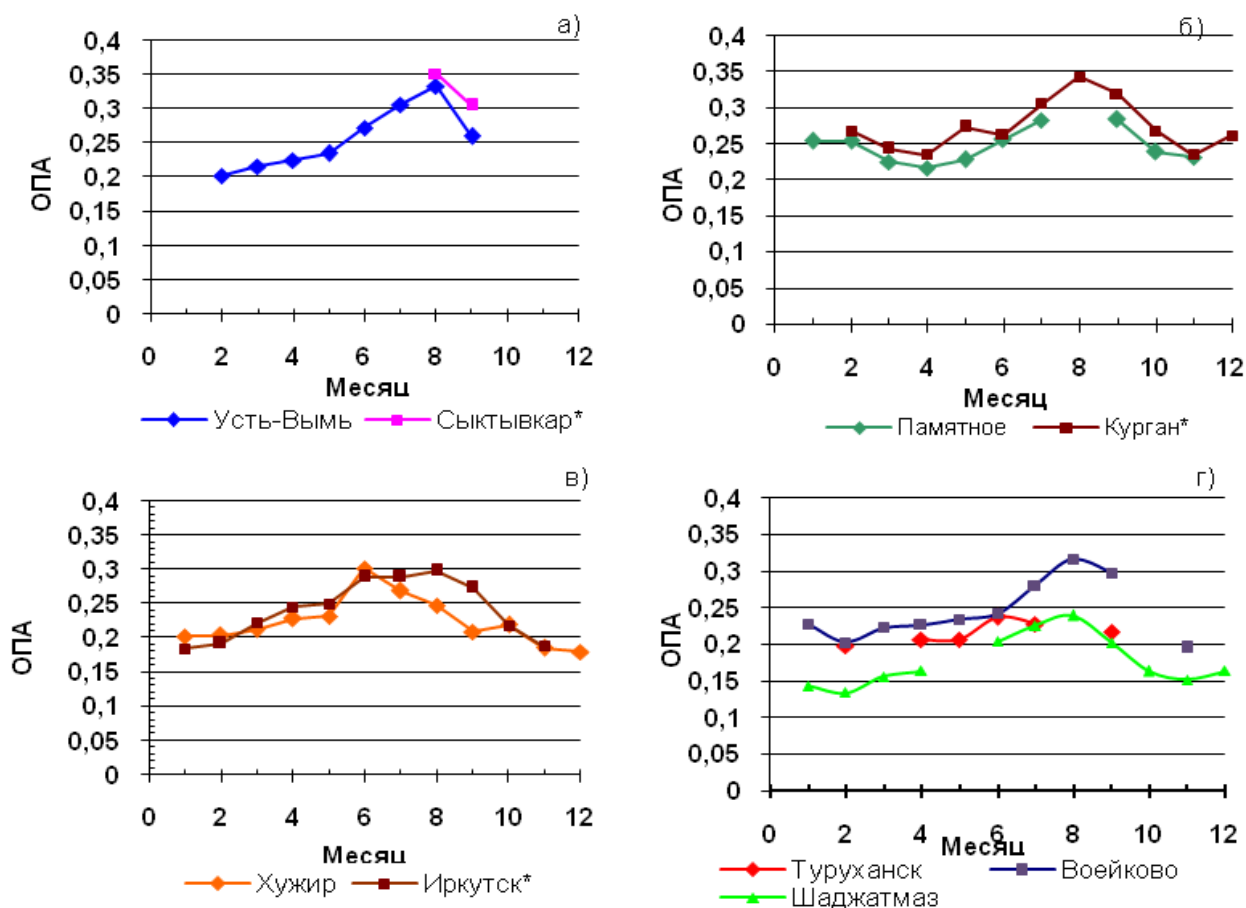 а)
0,4
0,35
0,3
0,25
0,2
0,15
0,1
0,05
0
ОПА
0 2 4 6 8 10 12
Месяц
Усть-Вымь Сыктывкар*
б)
0,4
0,35
0,3
0,25
0,2
0,15
0,1
0,05
0
ОПА
0 2 4 6 8 10 12
Месяц
Памятное Курган*
в)
0,4
0,35
0,3
0,25
0,2
0,15
0,1
0,05
0
ОПА
0 2 4 6 8 10 12
Месяц
Хужир Иркутск*
г)
0,4
0,35
0,3
0,25
0,2
0,15
0,1
0,05
0
ОПА
0 2 4 6 8 10 12
Месяц
Туруханск Воейково
Шаджатмаз